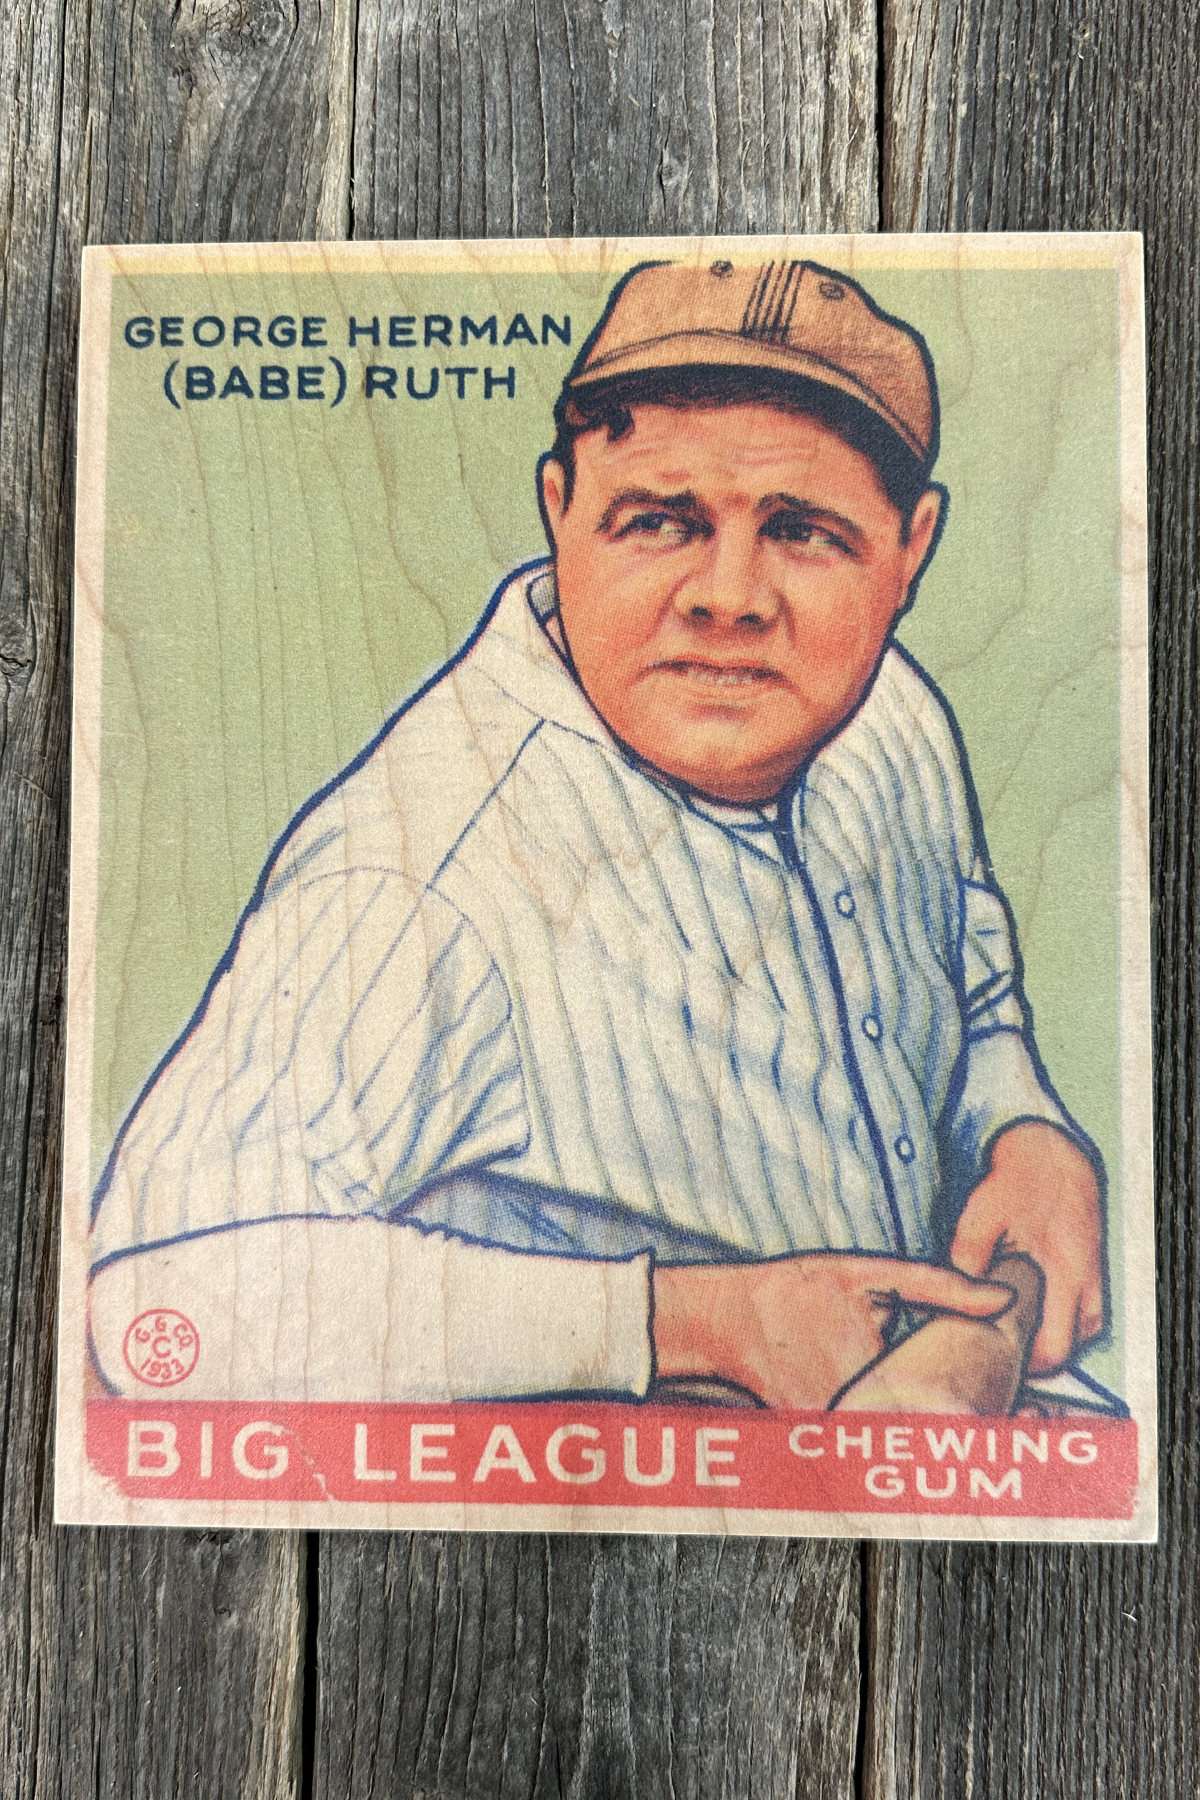 GEORGE HERMAN
(BABE) RUTH
G. G. CO.
C
1933
BIG LEAGUE CHEWING
GUM